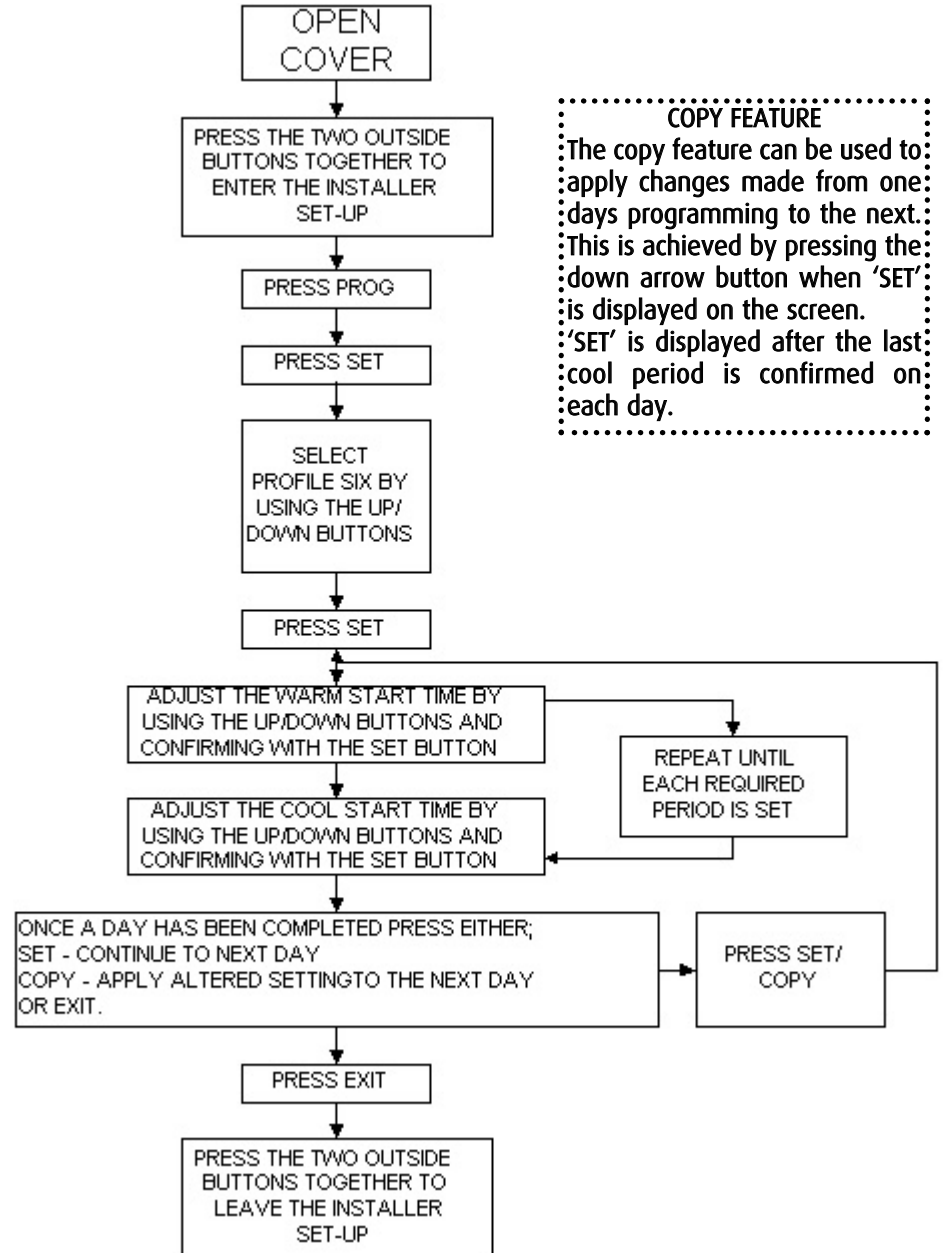 OPEN
COVER
PRESS THE TWO OUTSIDE
BUTTONS TOGETHER TO
ENTER THE INSTALLER
SET-UP
COPY FEATURE
The copy feature can be used to
apply changes made from one
days programming to the next.
This is achieved by pressing the
down arrow button when ‘SET’
is displayed on the screen.
‘SET’ is displayed after the last
cool period is confirmed on
each day.
PRESS PROG
PRESS SET
SELECT
PROFILE SIX BY
USING THE UP/
DOWN BUTTONS
PRESS SET
ADJUST THE WARM START TIME BY
USING THE UP/DOWN BUTTONS AND
CONFIRMING WITH THE SET BUTTON
REPEAT UNTIL
EACH REQUIRED
PERIOD IS SET
ADJUST THE COOL START TIME BY
USING THE UP/DOWN BUTTONS AND
CONFIRMING WITH THE SET BUTTON
ONCE A DAY HAS BEEN COMPLETED PRESS EITHER;
SET - CONTINUE TO NEXT DAY
COPY - APPLY ALTERED SETTINGTO THE NEXT DAY
OR EXIT.
PRESS SET/
COPY
PRESS EXIT
PRESS THE TWO OUTSIDE
BUTTONS TOGETHER TO
LEAVE THE INSTALLER
SET-UP